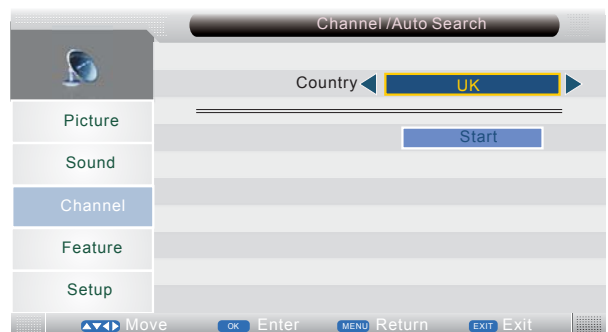 Channel /Auto Search
Country UK
Start
Picture
Sound
Channel
Feature
Setup
Move OK Enter MENU Return EXIT Exit